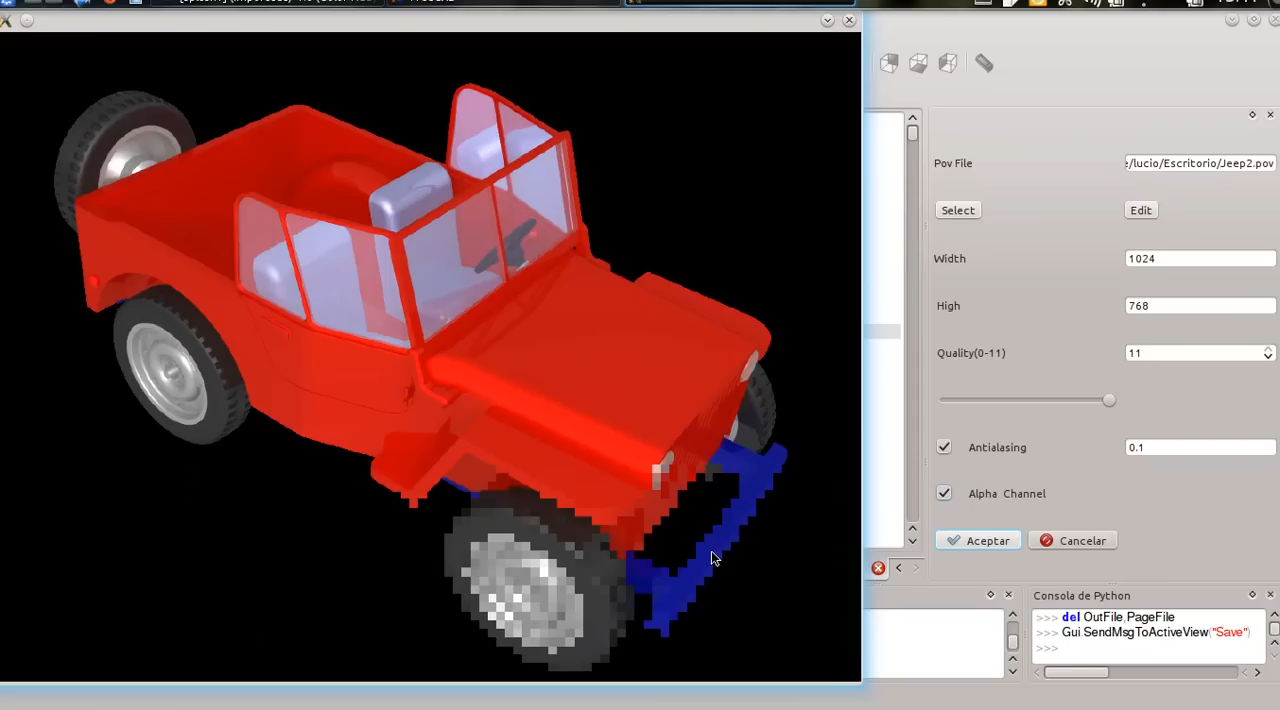 Pov File
:/lucio/Escritorio/Jeep2.pov
Select
Edit
Width
1024
High
768
Quality(0-11)
11
Antialasing
0.1
Alpha Channel
Aceptar
Cancelar
Consola de Python
>>> del OutFile,PageFile
>>> Gui.SendMsgToActiveView("Save")
>>>